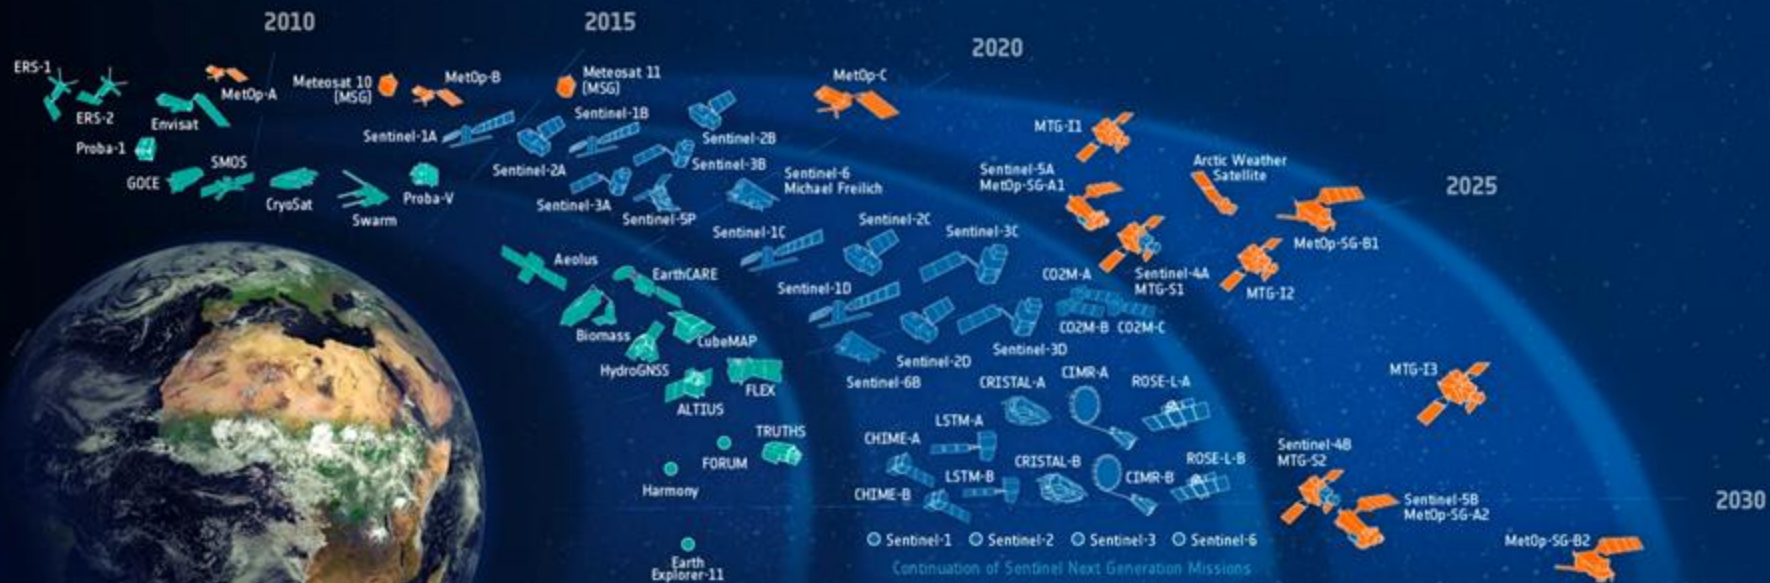 2010
2015
2020
2025
2030
ERS-1
ERS-2
Envisat
MetOp-A
Meteosat 10
(MSG)
MetOp-B
Meteosat 11
(MSG)
MetOp-C
Proba-1
GOCE
SMOS
CryoSat
Swarm
Proba-V
Sentinel-1A
Sentinel-1B
Sentinel-2A
Sentinel-2B
Sentinel-3A
Sentinel-3B
Sentinel-5P
Sentinel-6
Michael Freilich
MTG-I1
Sentinel-5A
MetOp-SG-A1
Arctic Weather
Satellite
MetOp-SG-B1
Sentinel-4A
MTG-S1
MTG-I2
Sentinel-1C
Sentinel-2C
Sentinel-3C
CO2M-A
CO2M-B
CO2M-C
Sentinel-1D
Sentinel-2D
Sentinel-3D
Sentinel-6B
Aeolus
EarthCARE
Biomass
CubeMAP
HydroGNSS
FLEX
ALTIUS
TRUTHS
FORUM
Harmony
Earth
Explorer-11
CRISTAL-A
CIMR-A
ROSE-L-A
LSTM-A
CHIME-A
LSTM-B
CRISTAL-B
CIMR-B
ROSE-L-B
CHIME-B
MTG-I3
Sentinel-4B
MTG-S2
Sentinel-5B
MetOp-SG-A2
MetOp-SG-B2
Sentinel-1
Sentinel-2
Sentinel-3
Sentinel-6
Continuation of Sentinel Next Generation Missions